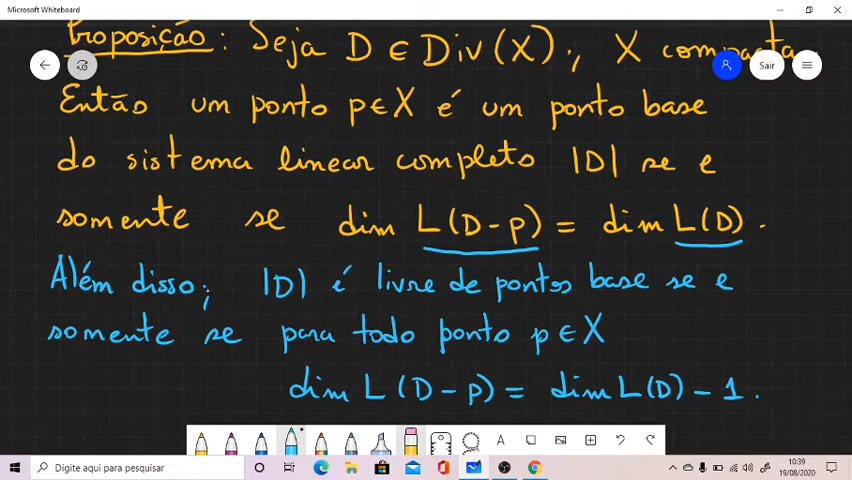 Microsoft Whiteboard
Proposição: Seja D ∈ Div(X); X compacta
Sair
Então um ponto p ∈ X é um ponto base
do sistema linear completo |D| se e
somente se dim L(D-p) = dim L(D).
Além disso; |D| é livre de pontos base se e
somente se para todo ponto p ∈ X
dim L(D-p) = dim L(D) - 1.
Digite aqui para pesquisar
10:39
19/08/2020